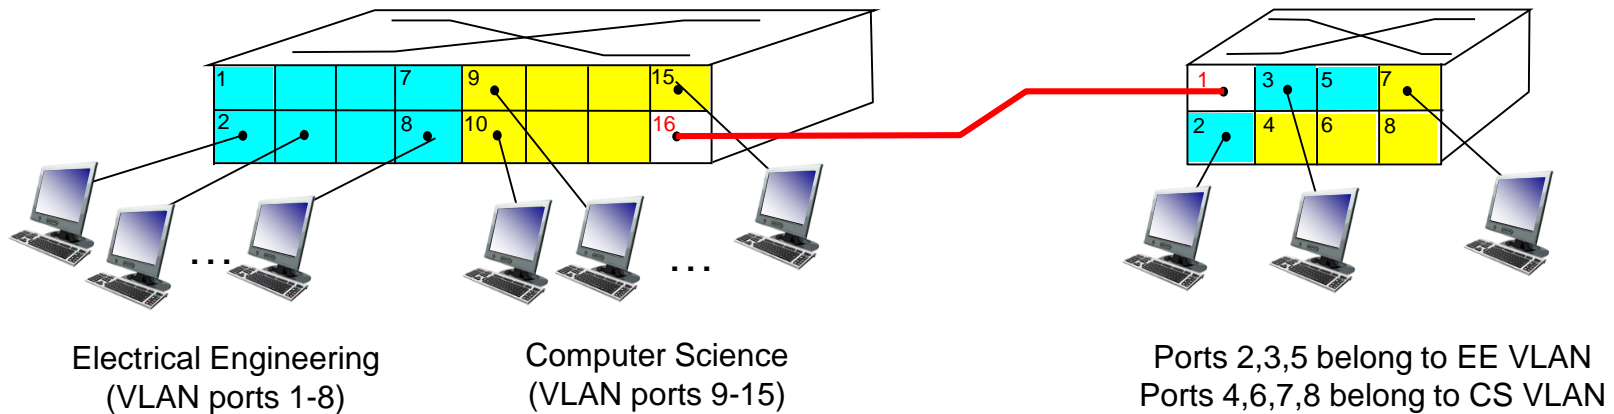 1 7 9 15
2 8 10 16
1 3 5 7
2 4 6 8
... ...
Electrical Engineering
(VLAN ports 1-8)
Computer Science
(VLAN ports 9-15)
Ports 2,3,5 belong to EE VLAN
Ports 4,6,7,8 belong to CS VLAN